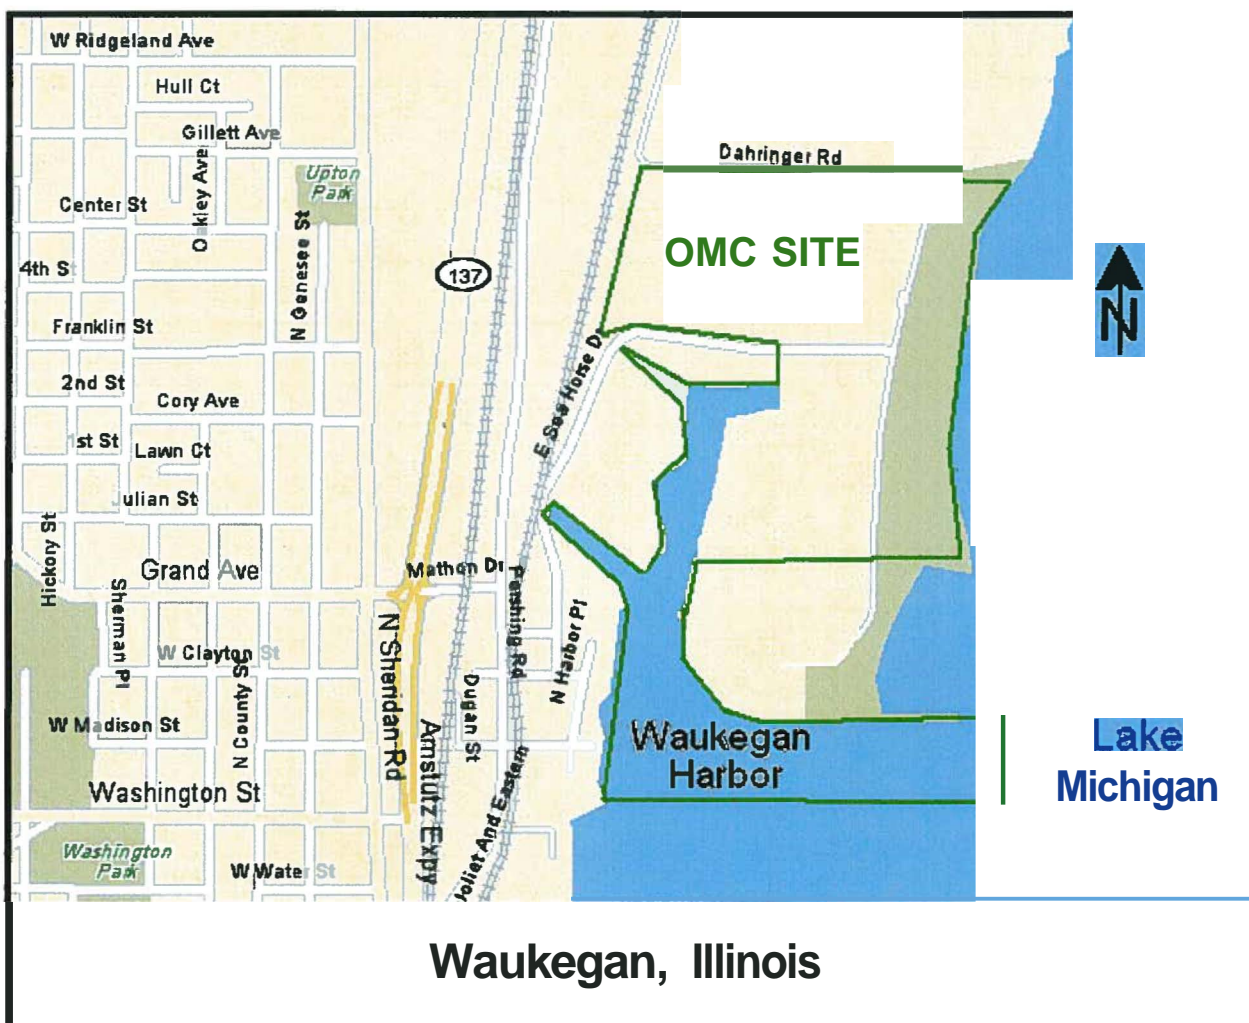 W Ridgeland Ave
Hull Ct
Gillett Ave
Dahringer Rd
Upton
Park
Oakley Ave
Center St
N Genesee St
OMC SITE
4th St
137
N
Franklin St
E Sea Horse Dr
2nd St
Cory Ave
1st St
Lawn Ct
Julian St
Hickory St
Grand Ave
Mathon Dr
Sherman Pl
Pershing Rd
N Harbor Pl
W Clayton St
N County St
N Sheridan Rd
Dugan St
W Madison St
Amstutz Expy
Waukegan
Harbor
Lake
Michigan
Washington St
Joliet And Eastern
Washington
Park
W Water St
Waukegan, Illinois